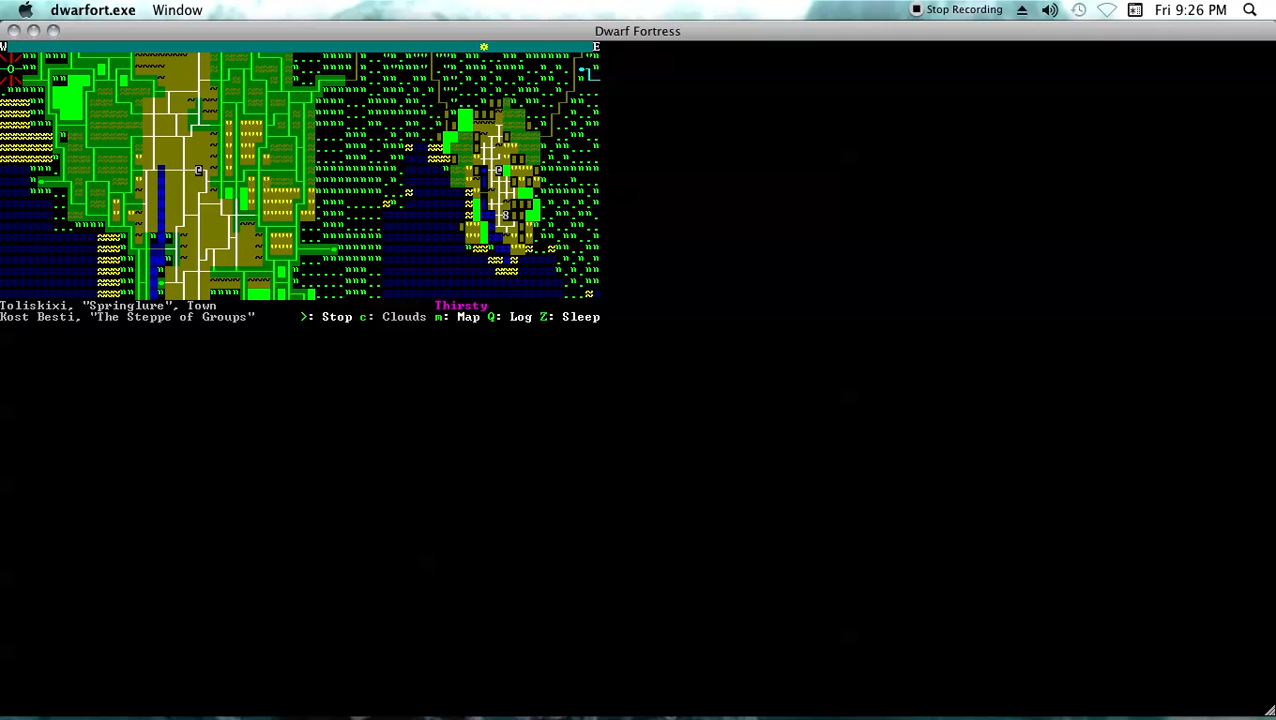 dwarfort.exe Window Stop Recording Fri 9:26 PM
Dwarf Fortress
W E
Toliskixi, "Springlure", Town Thirsty
Kost Besti, "The Steppe of Groups" >: Stop c: Clouds m: Map Q: Log Z: Sleep